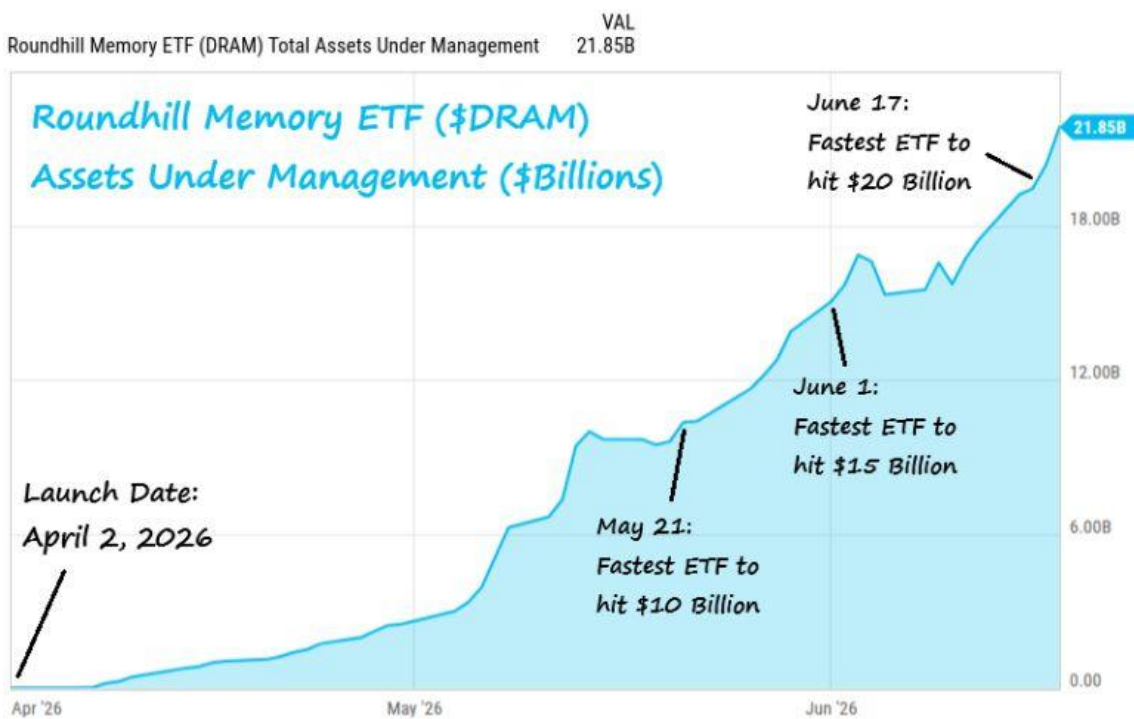 VAL
Roundhill Memory ETF (DRAM) Total Assets Under Management 21.85B
Roundhill Memory ETF ($DRAM)
Assets Under Management ($Billions)
June 17:
Fastest ETF to
hit $20 Billion
21.85B
18.00B
June 1:
Fastest ETF to
hit $15 Billion
12.00B
Launch Date:
April 2, 2026
May 21:
Fastest ETF to
hit $10 Billion
6.00B
0.00
Apr '26
May '26
Jun '26